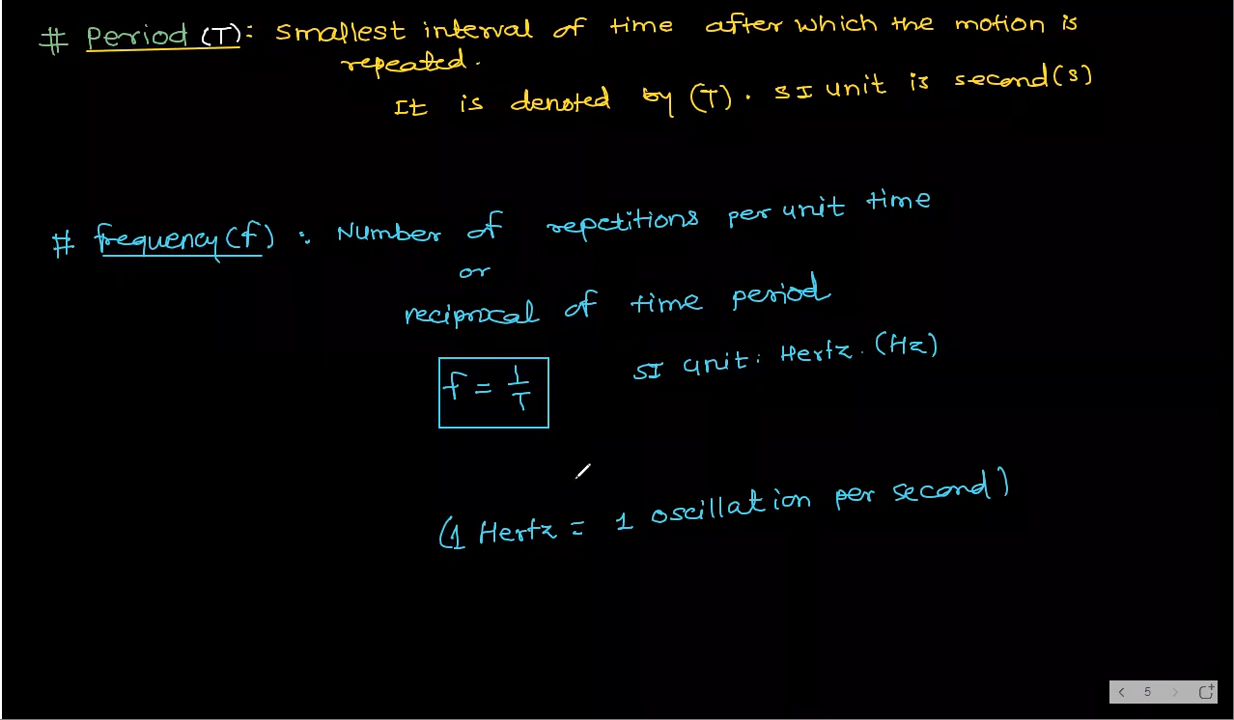 # Period (T): Smallest interval of time after which the motion is
repeated.
It is denoted by (T). SI unit is second(s)
# frequency(f) : Number of repetitions per unit time
or
reciprocal of time period
f = 1/T
SI unit: Hertz. (Hz)
(1 Hertz = 1 oscillation per second)
< 5 >